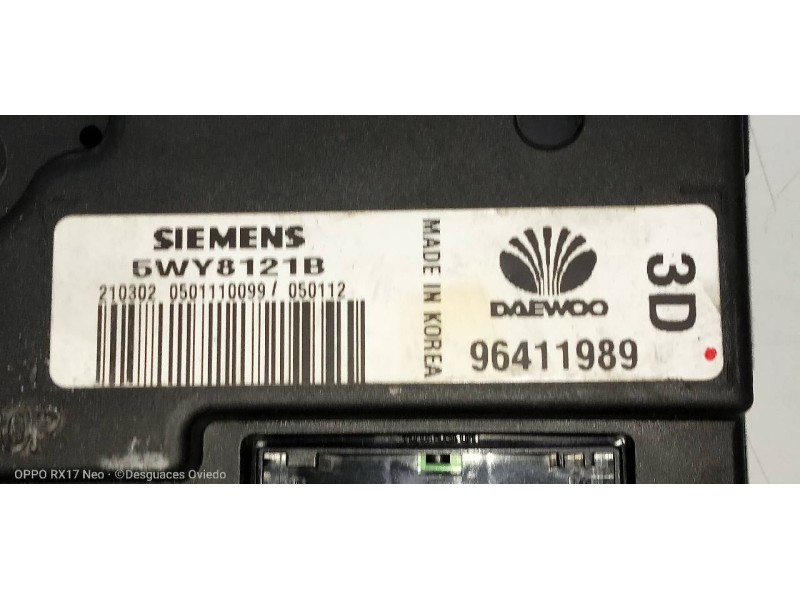 SIEMENS
5WY8121B
210302 0501110099/ 050112
MADE IN KOREA
DAEWOO
96411989
3D
OPPO RX17 Neo · ©Desguaces Oviedo